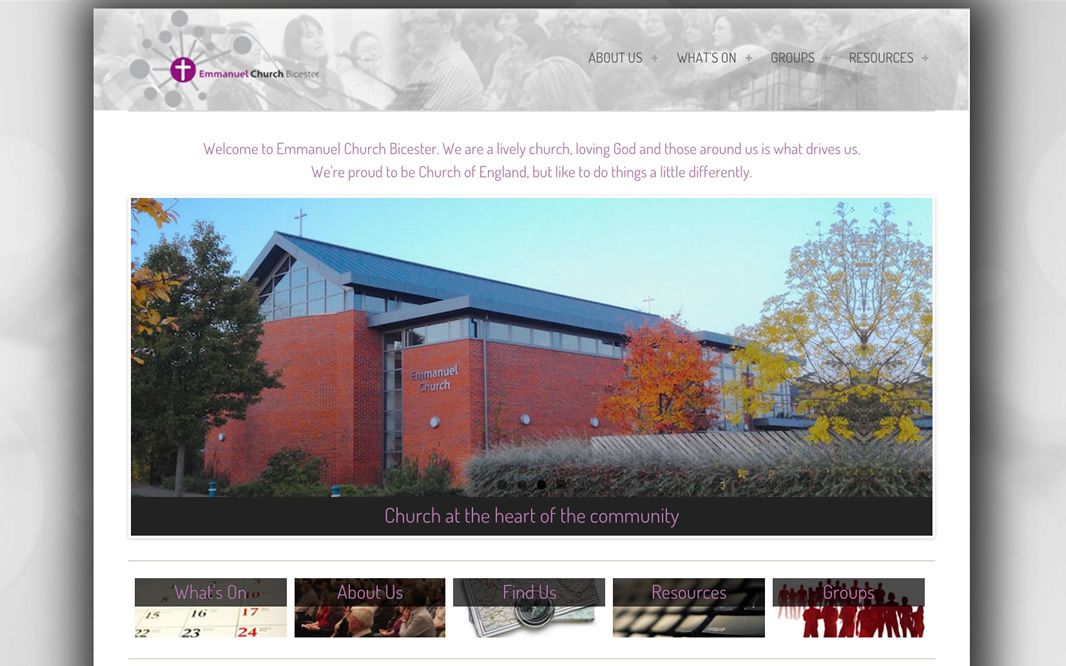 Emmanuel Church Bicester
ABOUT US + WHAT'S ON + GROUPS + RESOURCES +
Welcome to Emmanuel Church Bicester. We are a lively church, loving God and those around us is what drives us.
We're proud to be Church of England, but like to do things a little differently.
Emmanuel
Church
Church at the heart of the community
What's On About Us Find Us Resources Groups
15 16 17
22 23 24